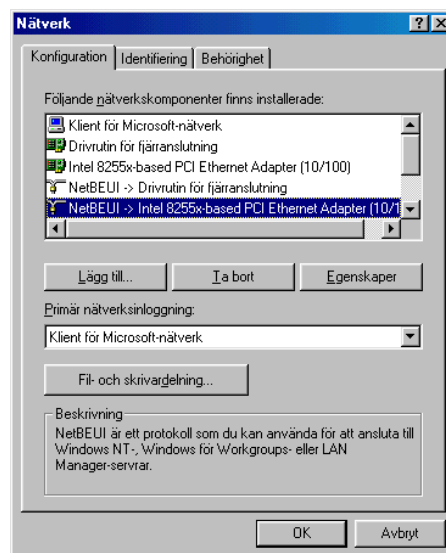 Nätverk
Konfiguration Identifiering Behörighet
Följande nätverkskomponenter finns installerade:
Klient för Microsoft-nätverk
Drivrutin för fjärranslutning
Intel 8255x-based PCI Ethernet Adapter (10/100)
NetBEUI -> Drivrutin för fjärranslutning
NetBEUI -> Intel 8255x-based PCI Ethernet Adapter (10/1
Lägg till... Ta bort Egenskaper
Primär nätverksinloggning:
Klient för Microsoft-nätverk
Fil- och skrivardelning...
Beskrivning
NetBEUI är ett protokoll som du kan använda för att ansluta till
Windows NT-, Windows för Workgroups- eller LAN
Manager-servrar.
OK Avbryt